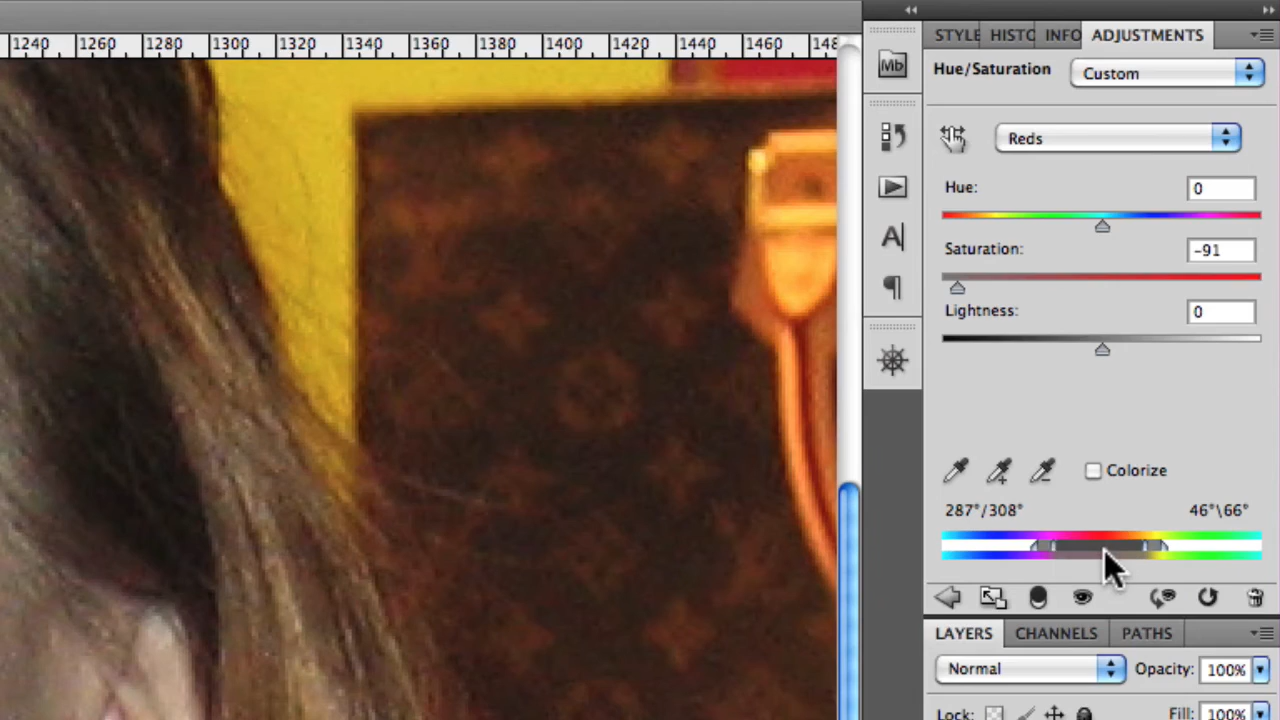 STYLE HISTO INFO ADJUSTMENTS
1240 1260 1280 1300 1320 1340 1360 1380 1400 1420 1440 1460 148
Mb
Hue/Saturation Custom
Reds
Hue: 0
A
Saturation: -91
¶
Lightness: 0
Colorize
287°/308° 46°\66°
LAYERS CHANNELS PATHS
Normal Opacity: 100%
Lock: Fill: 100%